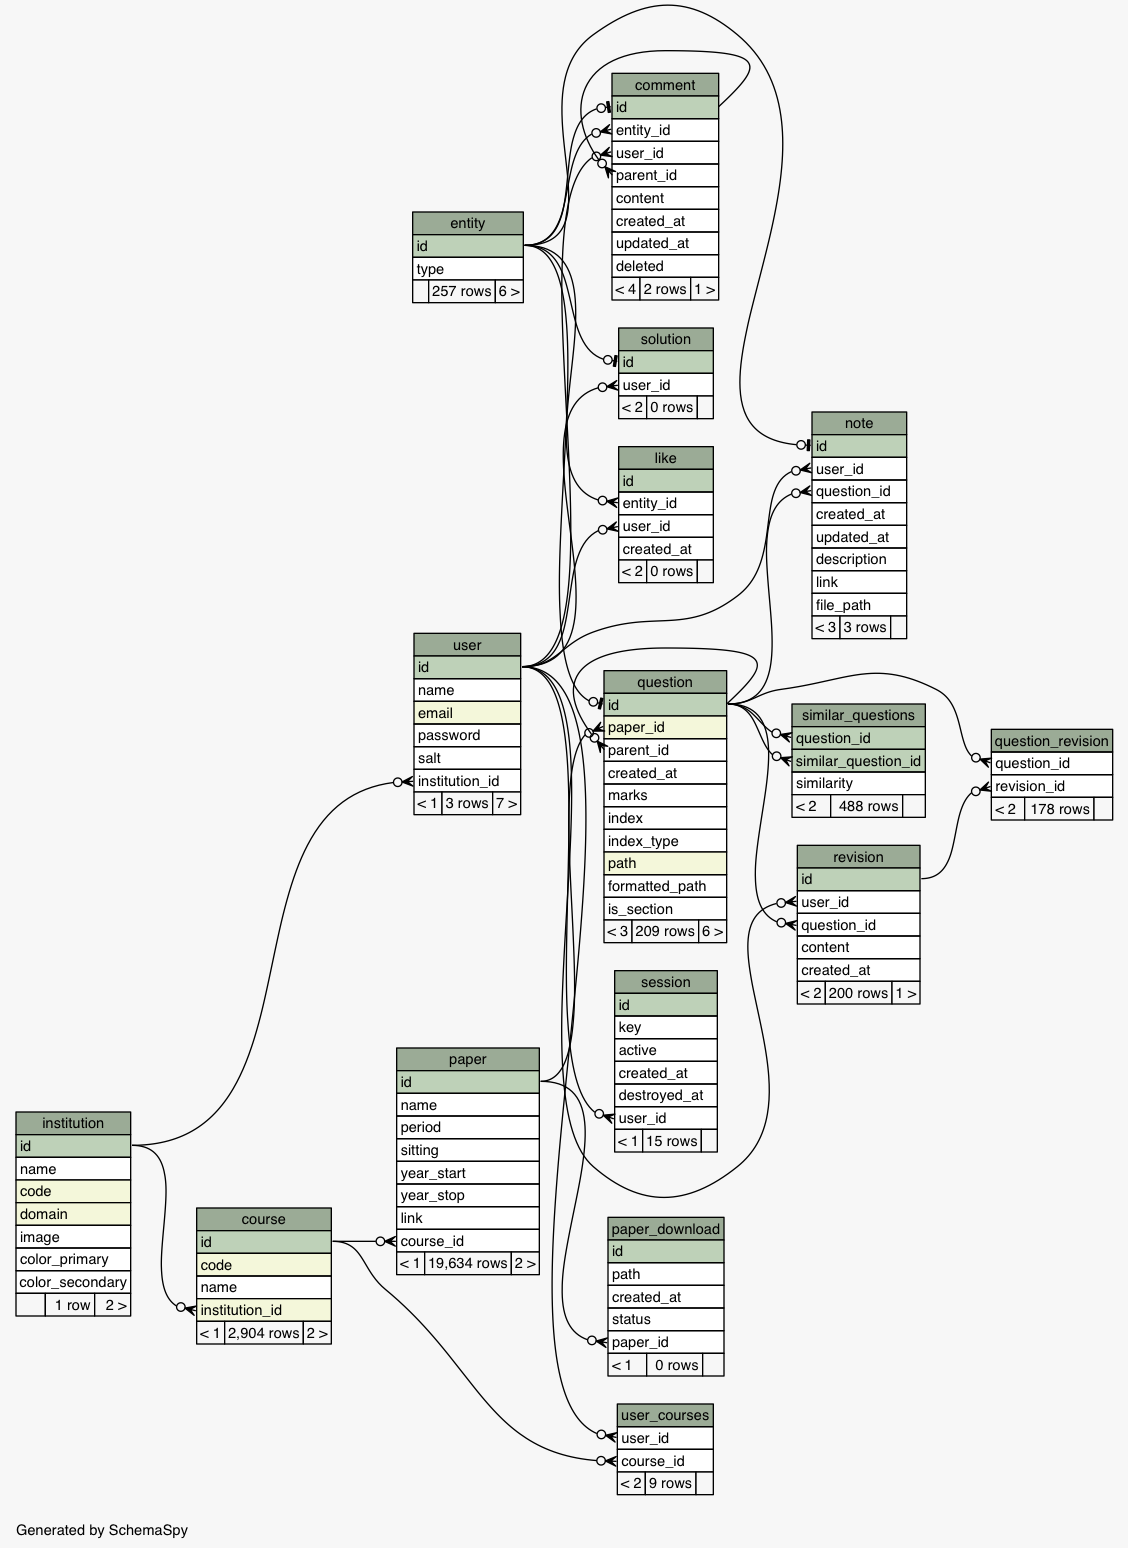 comment
id
entity_id
user_id
parent_id
content
created_at
updated_at
deleted
< 4 2 rows 1 >
entity
id
type
257 rows 6 >
solution
id
user_id
< 2 0 rows
note
id
user_id
question_id
created_at
updated_at
description
link
file_path
< 3 3 rows
like
id
entity_id
user_id
created_at
< 2 0 rows
user
id
name
email
password
salt
institution_id
< 1 3 rows 7 >
question
id
paper_id
parent_id
created_at
marks
index
index_type
path
formatted_path
is_section
< 3 209 rows 6 >
similar_questions
question_id
similar_question_id
similarity
< 2 488 rows
question_revision
question_id
revision_id
< 2 178 rows
revision
id
user_id
question_id
content
created_at
< 2 200 rows 1 >
session
id
key
active
created_at
destroyed_at
user_id
< 1 15 rows
paper
id
name
period
sitting
year_start
year_stop
link
course_id
< 1 19,634 rows 2 >
institution
id
name
code
domain
image
color_primary
color_secondary
1 row 2 >
course
id
code
name
institution_id
< 1 2,904 rows 2 >
paper_download
id
path
created_at
status
paper_id
< 1 0 rows
user_courses
user_id
course_id
< 2 9 rows
Generated by SchemaSpy